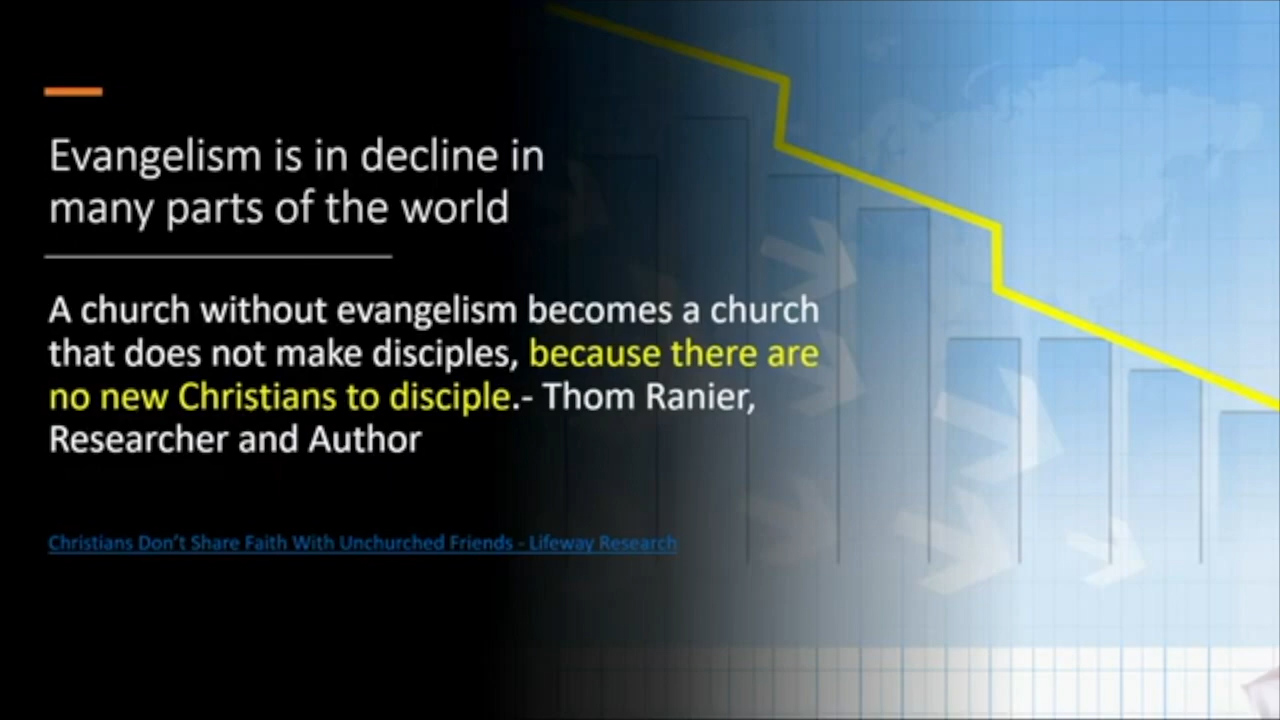 Evangelism is in decline in
many parts of the world
A church without evangelism becomes a church
that does not make disciples, because there are
no new Christians to disciple.- Thom Ranier,
Researcher and Author
Christians Don’t Share Faith With Unchurched Friends - Lifeway Research